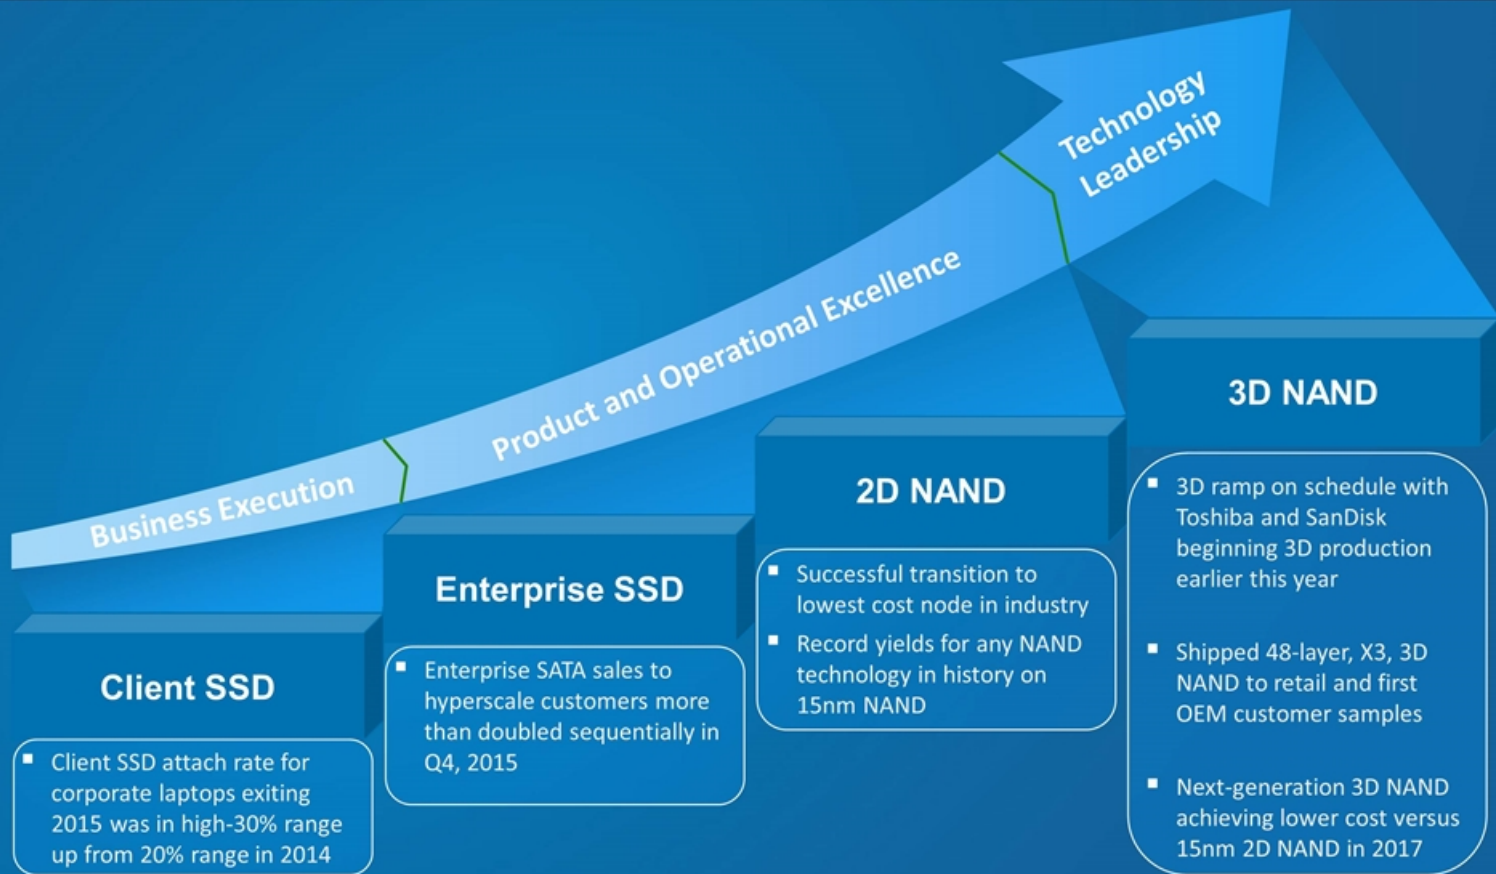 Technology
Leadership
Product and Operational Excellence
Business Execution
3D NAND
▪ 3D ramp on schedule with
Toshiba and SanDisk
beginning 3D production
earlier this year
▪ Shipped 48-layer, X3, 3D
NAND to retail and first
OEM customer samples
▪ Next-generation 3D NAND
achieving lower cost versus
15nm 2D NAND in 2017
2D NAND
▪ Successful transition to
lowest cost node in industry
▪ Record yields for any NAND
technology in history on
15nm NAND
Enterprise SSD
▪ Enterprise SATA sales to
hyperscale customers more
than doubled sequentially in
Q4, 2015
Client SSD
▪ Client SSD attach rate for
corporate laptops exiting
2015 was in high-30% range
up from 20% range in 2014